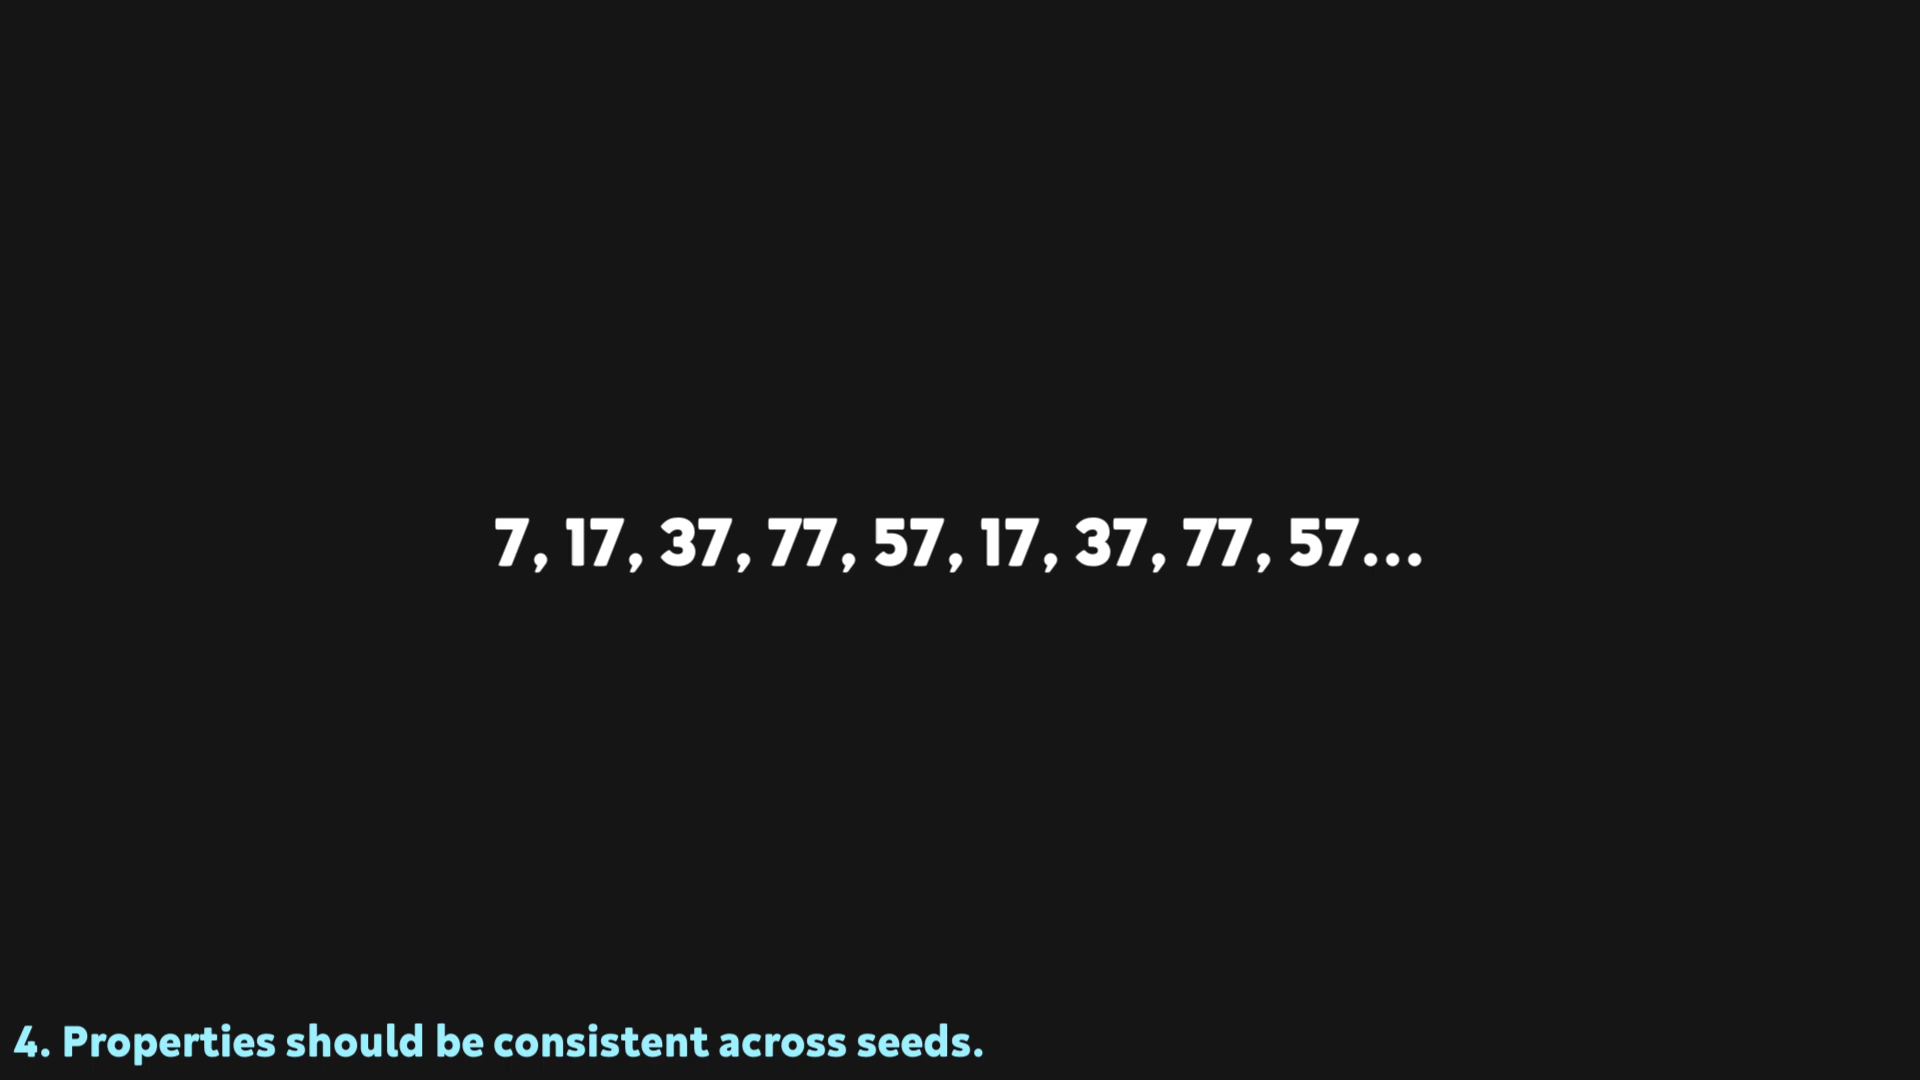 7, 17, 37, 77, 57, 17, 37, 77, 57...
4. Properties should be consistent across seeds.